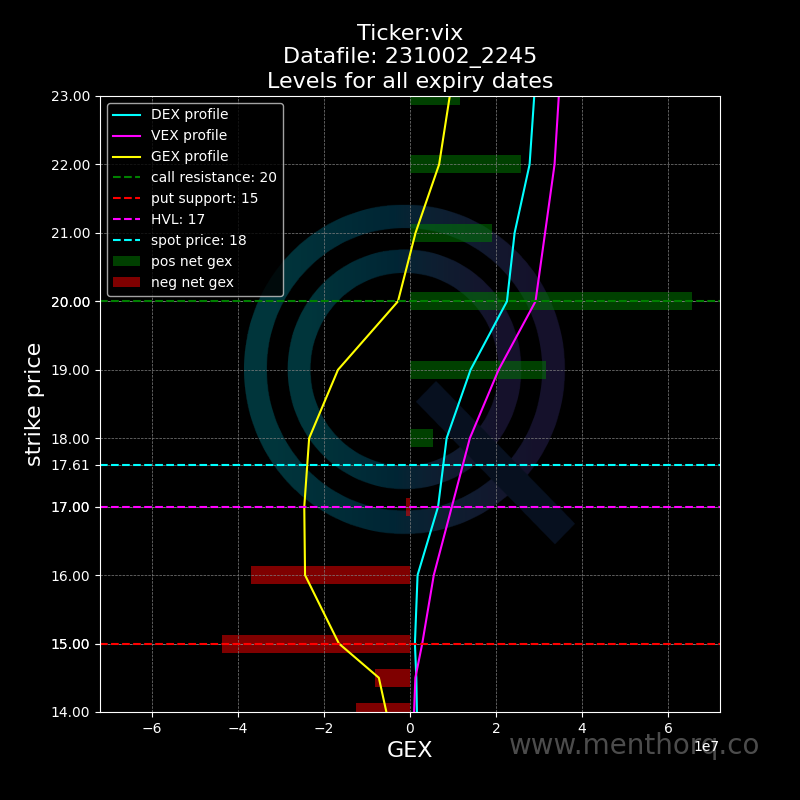 Ticker:vix
Datafile: 231002_2245
Levels for all expiry dates
DEX profile
VEX profile
GEX profile
call resistance: 20
put support: 15
HVL: 17
spot price: 18
pos net gex
neg net gex
strike price
23.00
22.00
21.00
20.00
19.00
18.00
17.61
17.00
16.00
15.00
14.00
−6
−4
−2
0
2
4
6
1e7
GEX
www.menthorq.co